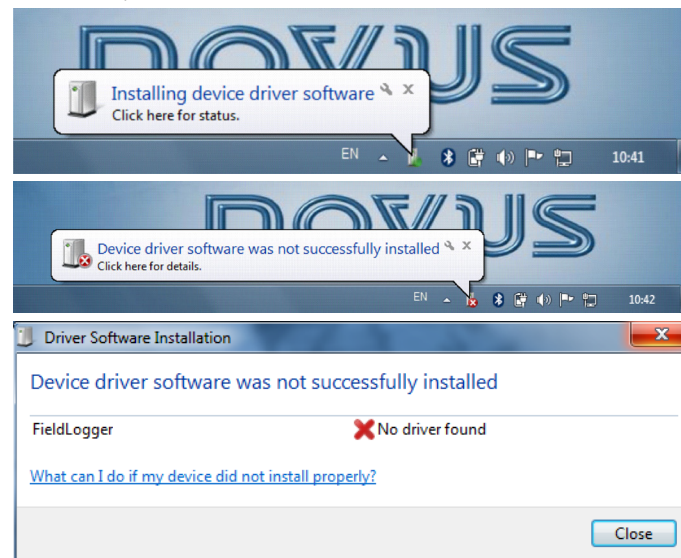 NOVUS
Installing device driver software
Click here for status.
EN
10:41
NOVUS
Device driver software was not successfully installed
Click here for details.
EN
10:42
Driver Software Installation
Device driver software was not successfully installed
FieldLogger
No driver found
What can I do if my device did not install properly?
Close